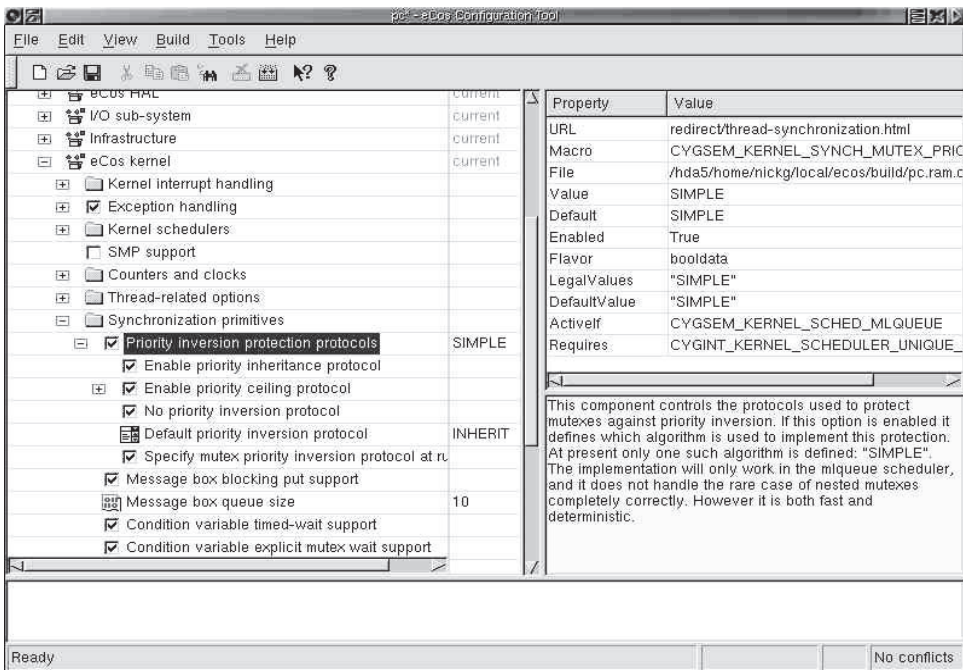 pc* - eCos Configuration Tool
File Edit View Build Tools Help
eCos HAL current
I/O sub-system current
Infrastructure current
eCos kernel current
Kernel interrupt handling
Exception handling
Kernel schedulers
SMP support
Counters and clocks
Thread-related options
Synchronization primitives
Priority inversion protection protocols SIMPLE
Enable priority inheritance protocol
Enable priority ceiling protocol
No priority inversion protocol
Default priority inversion protocol INHERIT
Specify mutex priority inversion protocol at ru
Message box blocking put support
Message box queue size 10
Condition variable timed-wait support
Condition variable explicit mutex wait support
Property Value
URL redirect/thread-synchronization.html
Macro CYGSEM_KERNEL_SYNCH_MUTEX_PRIO
File /hda5/home/nickg/local/ecos/build/pc.ram.c
Value SIMPLE
Default SIMPLE
Enabled True
Flavor booldata
LegalValues "SIMPLE"
DefaultValue "SIMPLE"
ActiveIf CYGSEM_KERNEL_SCHED_MLQUEUE
Requires CYGINT_KERNEL_SCHEDULER_UNIQUE_
This component controls the protocols used to protect
mutexes against priority inversion. If this option is enabled it
defines which algorithm is used to implement this protection.
At present only one such algorithm is defined: "SIMPLE".
The implementation will only work in the mlqueue scheduler,
and it does not handle the rare case of nested mutexes
completely correctly. However it is both fast and
deterministic.
Ready No conflicts